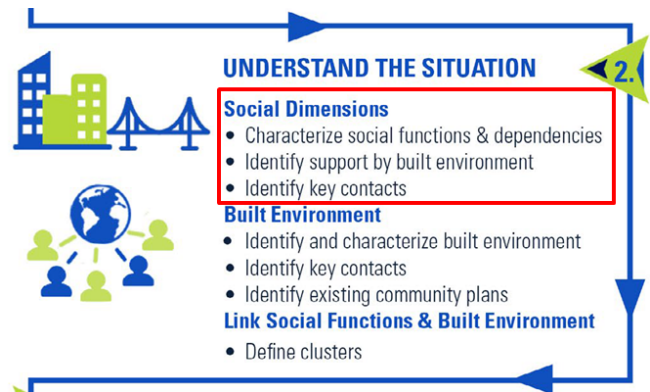 UNDERSTAND THE SITUATION
2.
Social Dimensions
• Characterize social functions & dependencies
• Identify support by built environment
• Identify key contacts
Built Environment
• Identify and characterize built environment
• Identify key contacts
• Identify existing community plans
Link Social Functions & Built Environment
• Define clusters